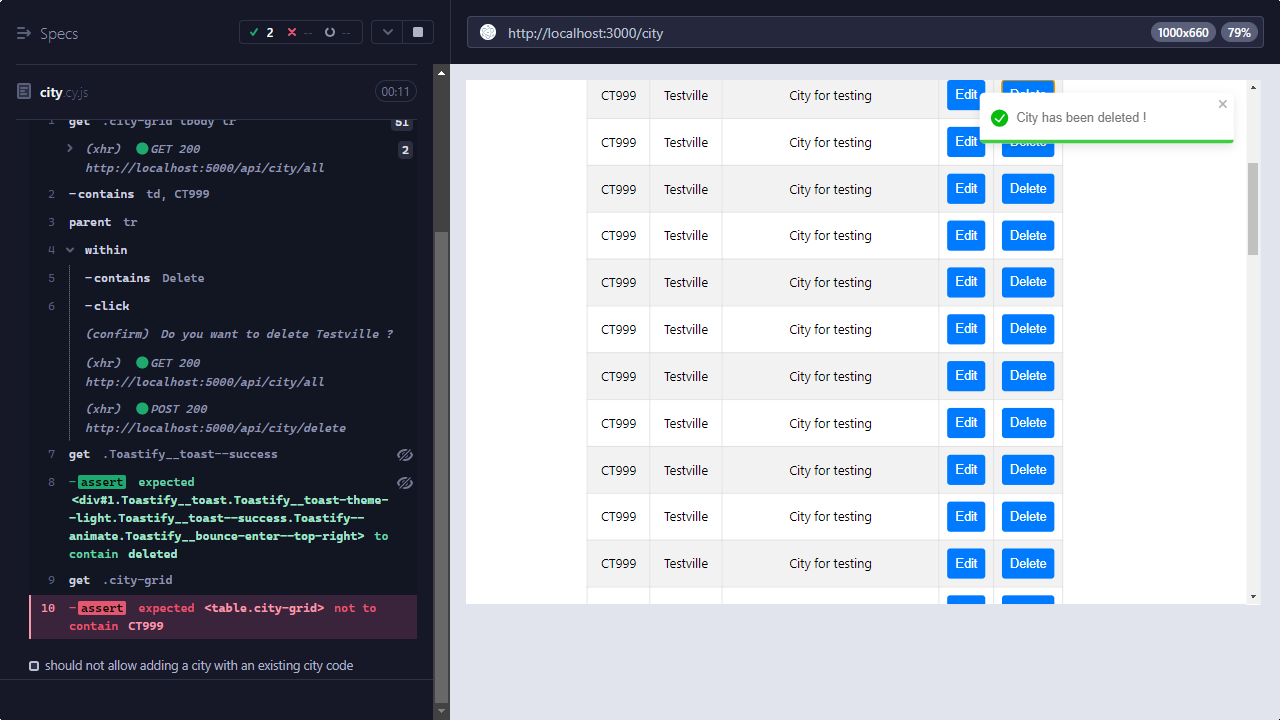 Specs
2
--
--
city.cy.js
00:11
1 get .city-grid tbody tr 51
(xhr) GET 200
http://localhost:5000/api/city/all
2
2 -contains td, CT999
3 parent tr
4 within
5 -contains Delete
6 -click
(confirm) Do you want to delete Testville ?
(xhr) GET 200
http://localhost:5000/api/city/all
(xhr) POST 200
http://localhost:5000/api/city/delete
7 get .Toastify__toast--success
8 -assert expected
<div#1.Toastify__toast.Toastify__toast-theme-
-light.Toastify__toast--success.Toastify--
animate.Toastify__bounce-enter--top-right> to
contain deleted
9 get .city-grid
10 -assert expected <table.city-grid> not to
contain CT999
should not allow adding a city with an existing city code
http://localhost:3000/city
1000x660
79%
CT999 Testville City for testing Edit Delete
City has been deleted !
CT999 Testville City for testing Edit Delete
CT999 Testville City for testing Edit Delete
CT999 Testville City for testing Edit Delete
CT999 Testville City for testing Edit Delete
CT999 Testville City for testing Edit Delete
CT999 Testville City for testing Edit Delete
CT999 Testville City for testing Edit Delete
CT999 Testville City for testing Edit Delete
CT999 Testville City for testing Edit Delete
CT999 Testville City for testing Edit Delete